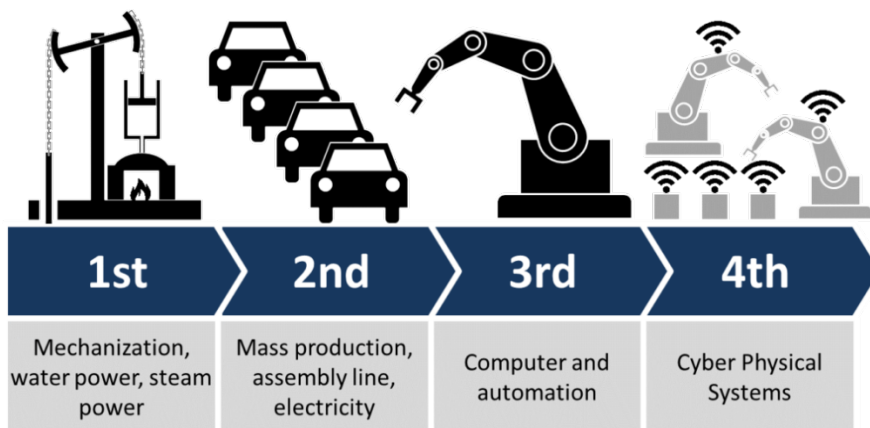 1st
2nd
3rd
4th
Mechanization,
water power, steam
power
Mass production,
assembly line,
electricity
Computer and
automation
Cyber Physical
Systems